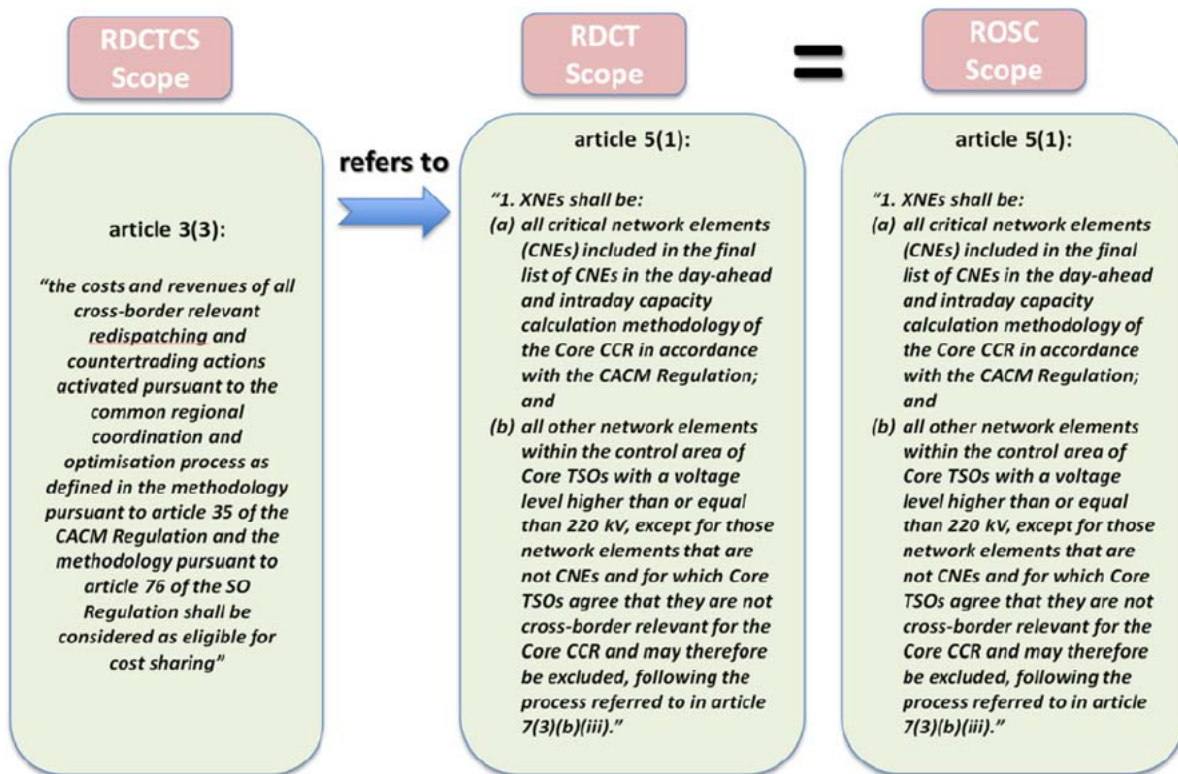 RDCTCS
Scope
article 3(3):
“the costs and revenues of all
cross-border relevant
redispatching and
countertrading actions
activated pursuant to the
common regional
coordination and
optimisation process as
defined in the methodology
pursuant to article 35 of the
CACM Regulation and the
methodology pursuant to
article 76 of the SO
Regulation shall be
considered as eligible for
cost sharing”
refers to
RDCT
Scope
article 5(1):
“1. XNEs shall be:
(a) all critical network elements
(CNEs) included in the final
list of CNEs in the day-ahead
and intraday capacity
calculation methodology of
the Core CCR in accordance
with the CACM Regulation;
and
(b) all other network elements
within the control area of
Core TSOs with a voltage
level higher than or equal
than 220 kV, except for those
network elements that are
not CNEs and for which Core
TSOs agree that they are not
cross-border relevant for the
Core CCR and may therefore
be excluded, following the
process referred to in article
7(3)(b)(iii).”
=
ROSC
Scope
article 5(1):
“1. XNEs shall be:
(a) all critical network elements
(CNEs) included in the final
list of CNEs in the day-ahead
and intraday capacity
calculation methodology of
the Core CCR in accordance
with the CACM Regulation;
and
(b) all other network elements
within the control area of
Core TSOs with a voltage
level higher than or equal
than 220 kV, except for those
network elements that are
not CNEs and for which Core
TSOs agree that they are not
cross-border relevant for the
Core CCR and may therefore
be excluded, following the
process referred to in article
7(3)(b)(iii).”